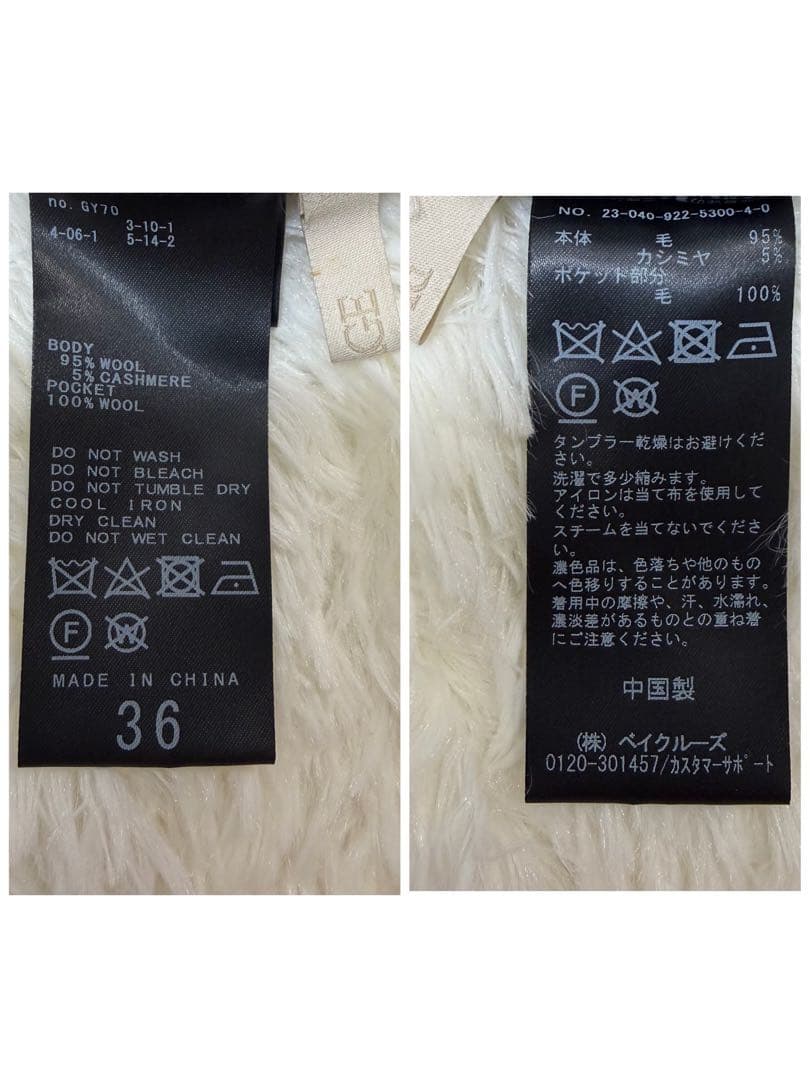 no. GY70
3-10-1
4-06-1 5-14-2
BODY
95% WOOL
5% CASHMERE
POCKET
100% WOOL
DO NOT WASH
DO NOT BLEACH
DO NOT TUMBLE DRY
COOL IRON
DRY CLEAN
DO NOT WET CLEAN
F W
MADE IN CHINA
36
GE
NO. 23-040-922-5300-4-0
本体 毛 95%
カシミヤ 5%
ポケット部分
毛 100%
F W
タンブラー乾燥はお避けくだ
さい。
洗濯で多少縮みます。
アイロンは当て布を使用して
ください。
スチームを当てないでくださ
い。
濃色品は、色落ちや他のもの
へ色移りすることがあります。
着用中の摩擦や、汗、水濡れ、
濃淡差があるものとの重ね着
にご注意ください。
中国製
(株) ベイクルーズ
0120-301457/カスタマーサポート